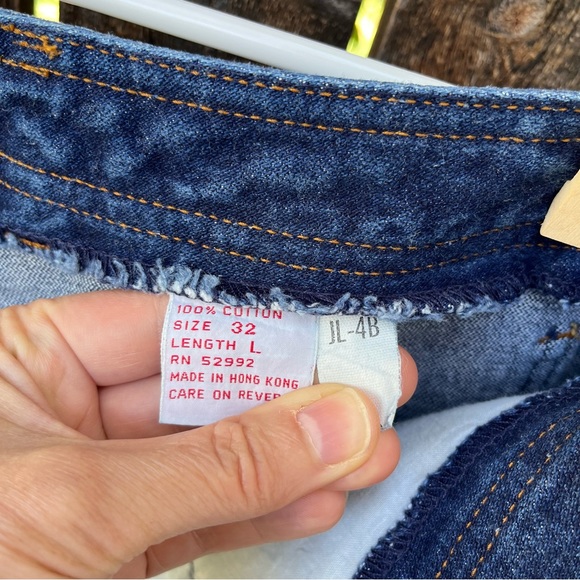 100% COTTON
SIZE 32
LENGTH L
RN 52992
MADE IN HONG KONG
CARE ON REVER
JL-4B